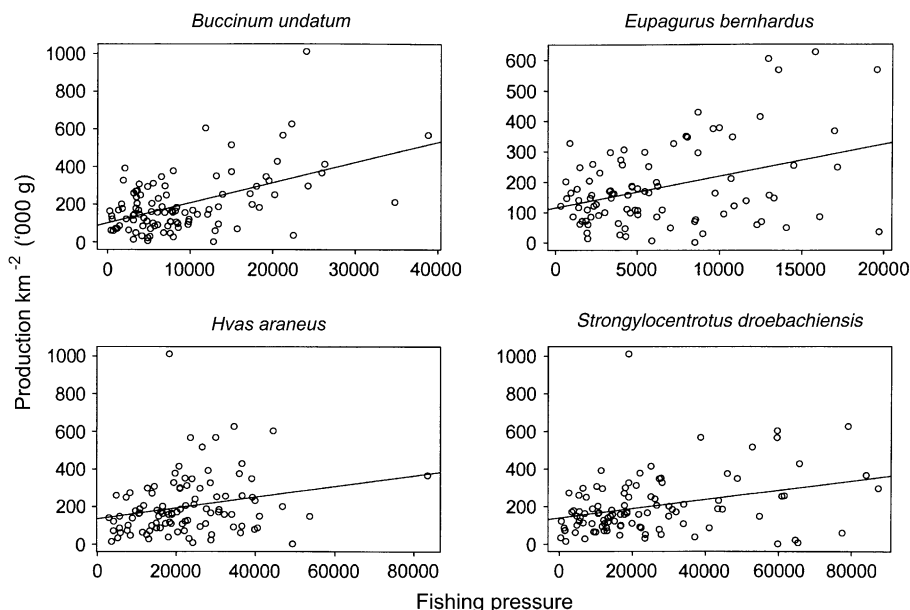 Buccinum undatum
Eupagurus bernhardus
1000
800
600
400
200
0
0 10000 20000 30000 40000
600
500
400
300
200
100
0
0 5000 10000 15000 20000
Production km⁻² ('000 g)
Hvas araneus
Strongylocentrotus droebachiensis
1000
800
600
400
200
0
0 20000 40000 60000 80000
1000
800
600
400
200
0
0 20000 40000 60000 80000
Fishing pressure